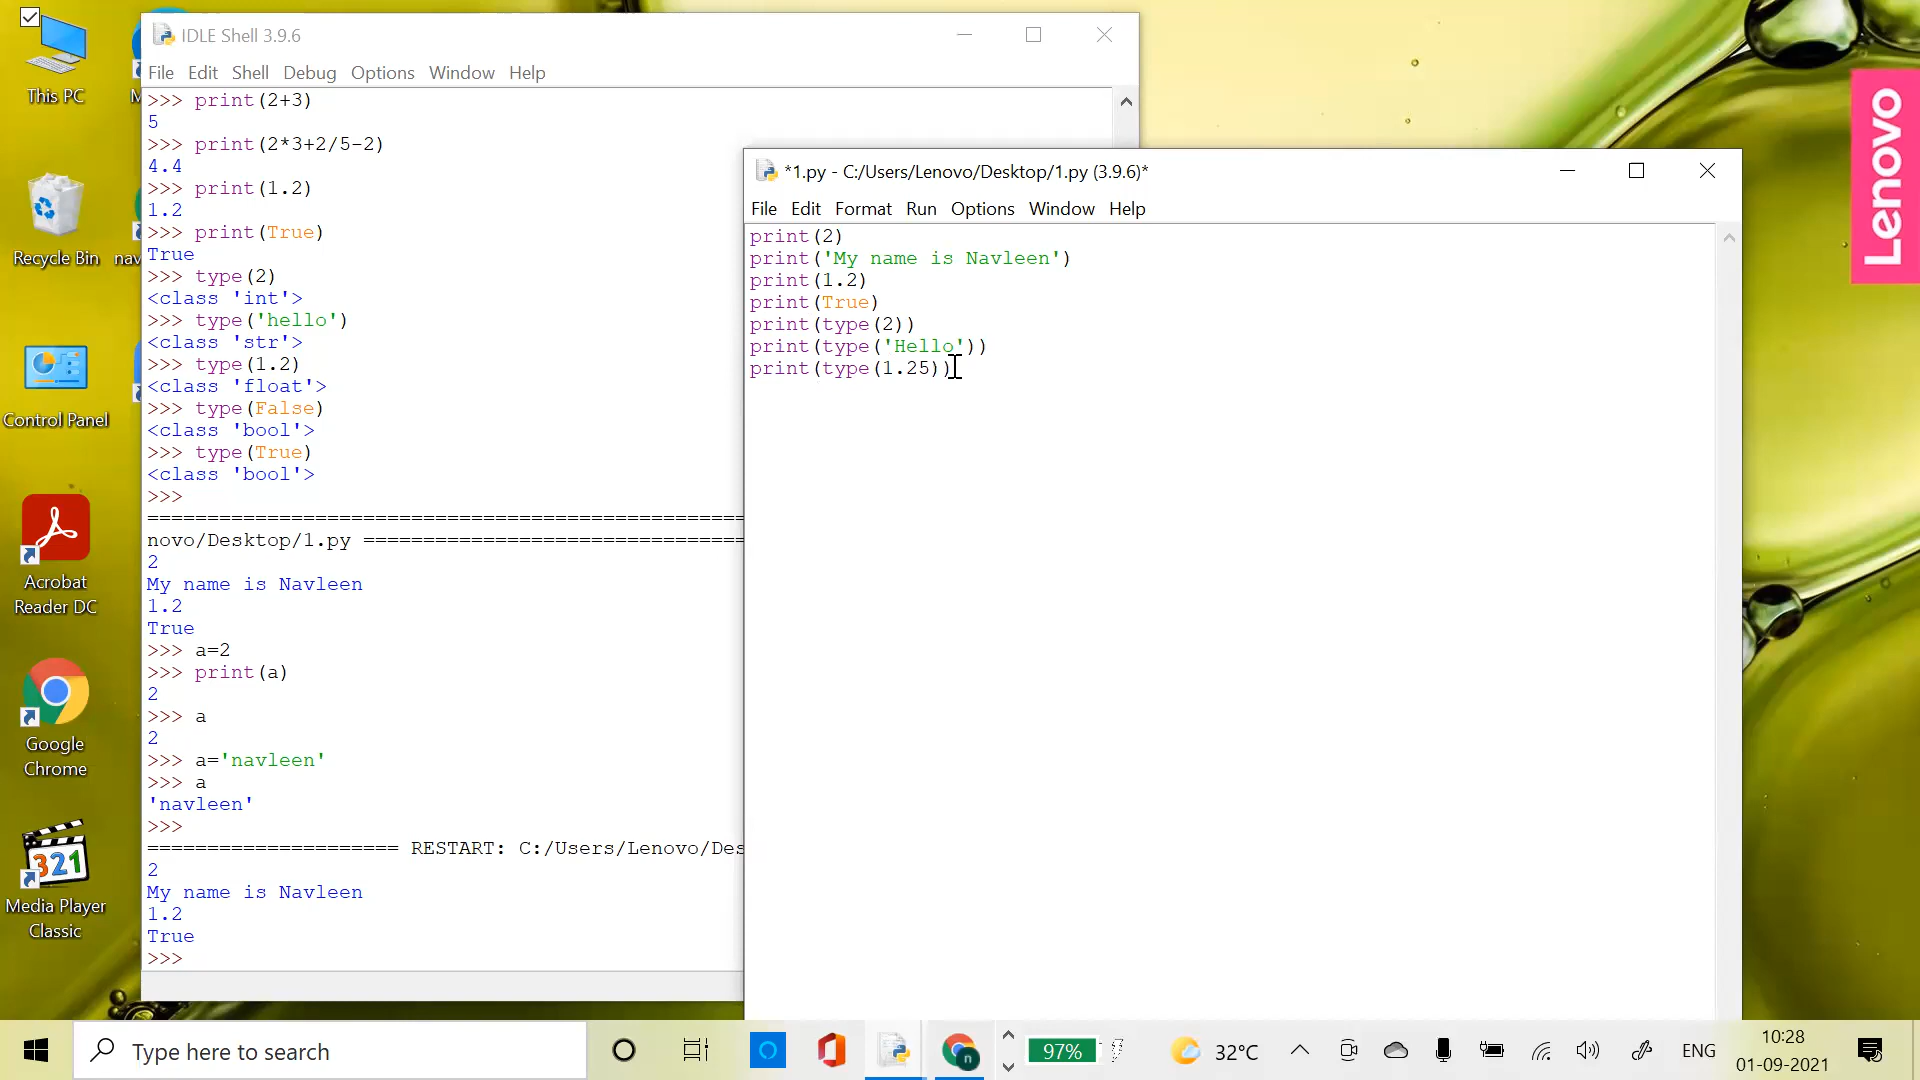 This PC
Recycle Bin
nav
Control Panel
Acrobat
Reader DC
Google
Chrome
321
Media Player
Classic
IDLE Shell 3.9.6
File Edit Shell Debug Options Window Help
>>> print(2+3)
5
>>> print(2*3+2/5-2)
4.4
>>> print(1.2)
1.2
>>> print(True)
True
>>> type(2)
<class 'int'>
>>> type('hello')
<class 'str'>
>>> type(1.2)
<class 'float'>
>>> type(False)
<class 'bool'>
>>> type(True)
<class 'bool'>
>>>
==================================================
novo/Desktop/1.py ================================
2
My name is Navleen
1.2
True
>>> a=2
>>> print(a)
2
>>> a
2
>>> a='navleen'
>>> a
'navleen'
>>>
===================== RESTART: C:/Users/Lenovo/Des
2
My name is Navleen
1.2
True
>>>
*1.py - C:/Users/Lenovo/Desktop/1.py (3.9.6)*
File Edit Format Run Options Window Help
print(2)
print('My name is Navleen')
print(1.2)
print(True)
print(type(2))
print(type('Hello'))
print(type(1.25))
Lenovo
Type here to search
n
97%
32°C
ENG
10:28
01-09-2021